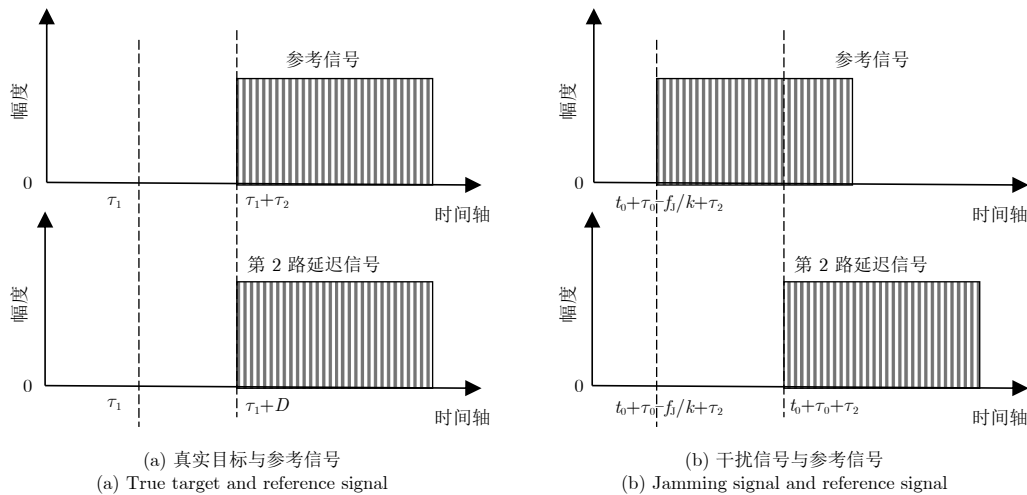 参考信号
幅度
0
τ₁
τ₁+τ₂
时间轴
第 2 路延迟信号
幅度
0
τ₁
τ₁+D
时间轴
(a) 真实目标与参考信号
(a) True target and reference signal
参考信号
幅度
0
t₀+τ₀−f_J/k+τ₂
时间轴
第 2 路延迟信号
幅度
0
t₀+τ₀−f_J/k+τ₂
t₀+τ₀+τ₂
时间轴
(b) 干扰信号与参考信号
(b) Jamming signal and reference signal